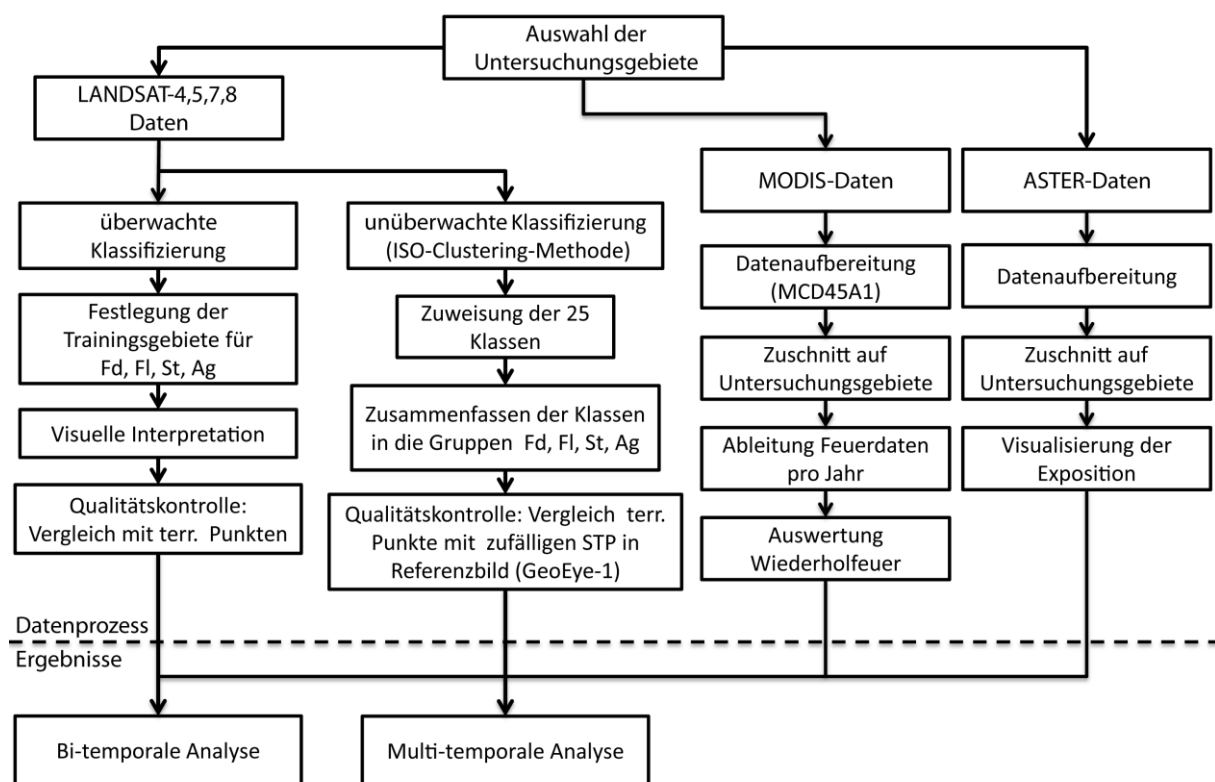 Auswahl der
Untersuchungsgebiete
LANDSAT-4,5,7,8
Daten
MODIS-Daten
ASTER-Daten
überwachte
Klassifizierung
unüberwachte Klassifizierung
(ISO-Clustering-Methode)
Datenaufbereitung
(MCD45A1)
Datenaufbereitung
Festlegung der
Trainingsgebiete für
Fd, Fl, St, Ag
Zuweisung der 25
Klassen
Zuschnitt auf
Untersuchungsgebiete
Zuschnitt auf
Untersuchungsgebiete
Visuelle Interpretation
Zusammenfassen der Klassen
in die Gruppen Fd, Fl, St, Ag
Ableitung Feuerdaten
pro Jahr
Visualisierung der
Exposition
Qualitätskontrolle:
Vergleich mit terr. Punkten
Qualitätskontrolle: Vergleich terr.
Punkte mit zufälligen STP in
Referenzbild (GeoEye-1)
Auswertung
Wiederholfeuer
Datenprozess
Ergebnisse
Bi-temporale Analyse
Multi-temporale Analyse